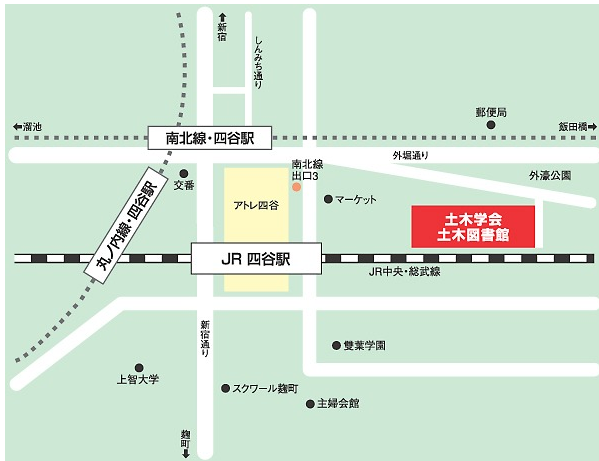 新宿
しんみち通り
溜池
南北線・四谷駅
郵便局
飯田橋
外堀通り
交番
南北線
出口3
外濠公園
アトレ四谷
マーケット
丸ノ内線・四谷駅
土木学会
土木図書館
JR 四谷駅
JR中央・総武線
新宿通り
雙葉学園
上智大学
スクワール麹町
主婦会館
麹町